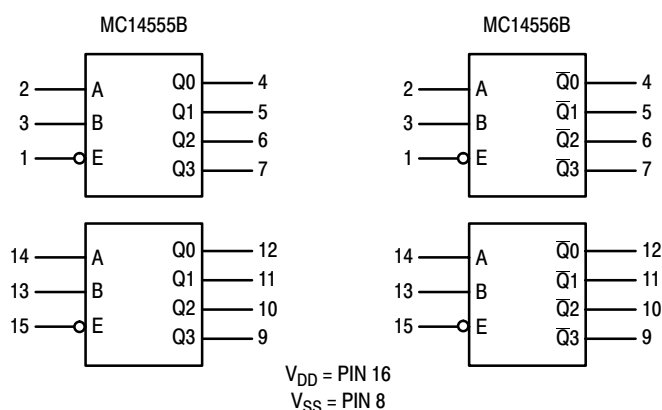 MC14555B
2 A Q0 4
3 B Q1 5
1 E Q2 6
Q3 7
14 A Q0 12
13 B Q1 11
15 E Q2 10
Q3 9
MC14556B
2 A Q̅0 4
3 B Q̅1 5
1 E Q̅2 6
Q̅3 7
14 A Q̅0 12
13 B Q̅1 11
15 E Q̅2 10
Q̅3 9
VDD = PIN 16
VSS = PIN 8